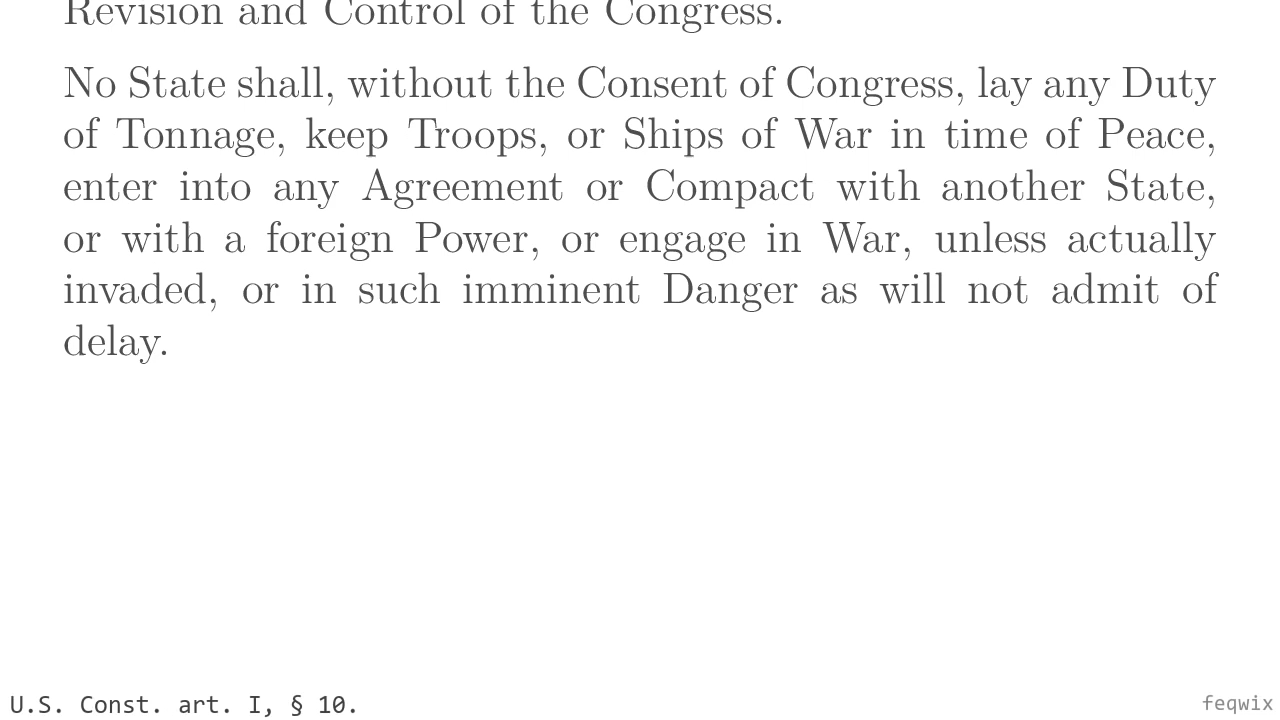 Revision and Control of the Congress.
No State shall, without the Consent of Congress, lay any Duty
of Tonnage, keep Troops, or Ships of War in time of Peace,
enter into any Agreement or Compact with another State,
or with a foreign Power, or engage in War, unless actually
invaded, or in such imminent Danger as will not admit of
delay.
U.S. Const. art. I, § 10.
feqwix